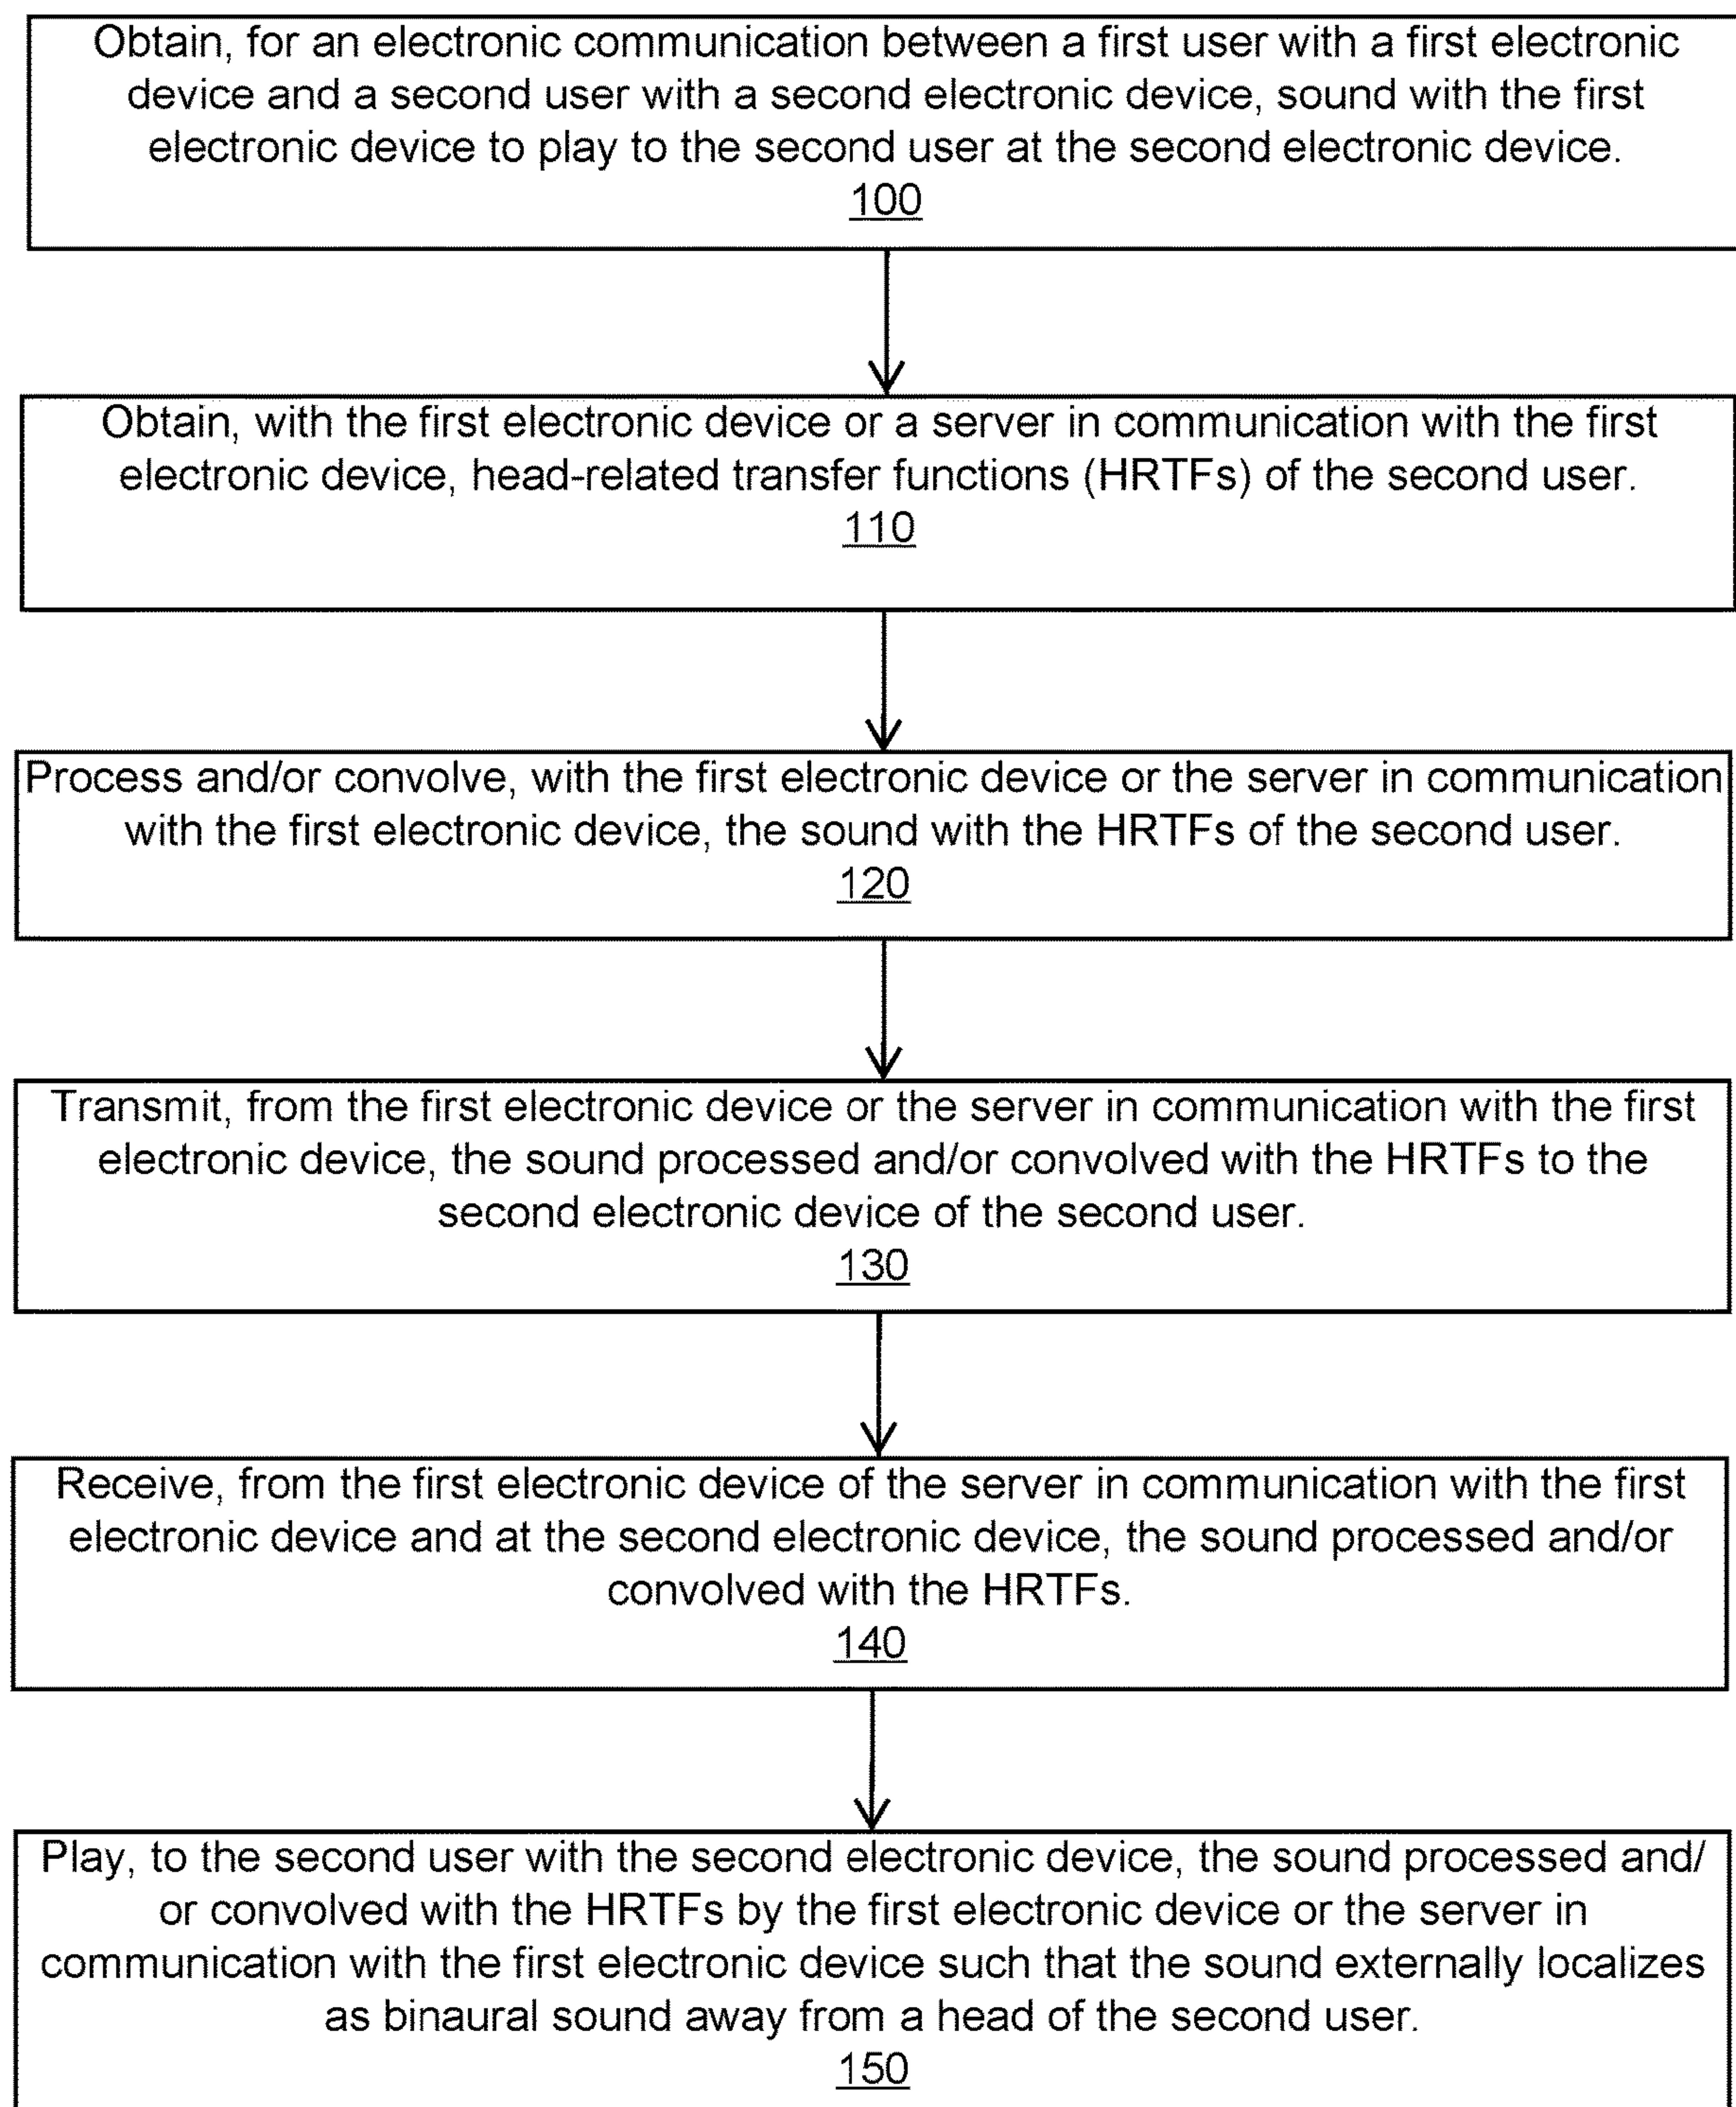 Obtain, for an electronic communication between a first user with a first electronic
device and a second user with a second electronic device, sound with the first
electronic device to play to the second user at the second electronic device.
100
Obtain, with the first electronic device or a server in communication with the first
electronic device, head-related transfer functions (HRTFs) of the second user.
110
Process and/or convolve, with the first electronic device or the server in communication
with the first electronic device, the sound with the HRTFs of the second user.
120
Transmit, from the first electronic device or the server in communication with the first
electronic device, the sound processed and/or convolved with the HRTFs to the
second electronic device of the second user.
130
Receive, from the first electronic device of the server in communication with the first
electronic device and at the second electronic device, the sound processed and/or
convolved with the HRTFs.
140
Play, to the second user with the second electronic device, the sound processed and/
or convolved with the HRTFs by the first electronic device or the server in
communication with the first electronic device such that the sound externally localizes
as binaural sound away from a head of the second user.
150